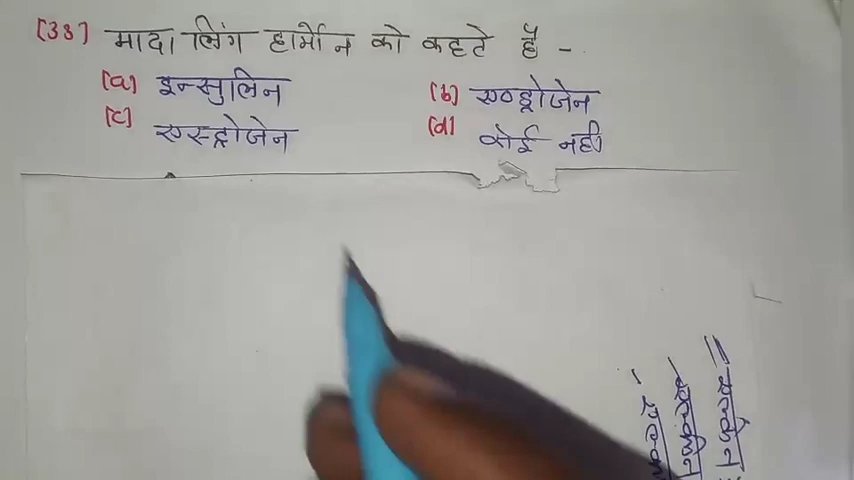 (38) मादा लिंग हार्मोन को कहते है -
(a) इन्सुलिन (b) एण्ड्रोजेन
(c) एस्ट्रोजेन (d) कोई नही